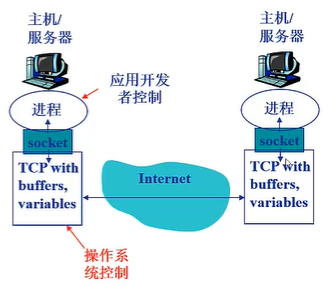 主机/
服务器
进程
应用开发
者控制
socket
TCP with
buffers,
variables
操作系
统控制
Internet
主机/
服务器
进程
socket
TCP with
buffers,
variables